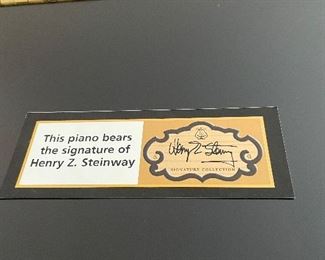 This piano bears
the signature of
Henry Z. Steinway
Henry Z. Steinway
SIGNATURE COLLECTION